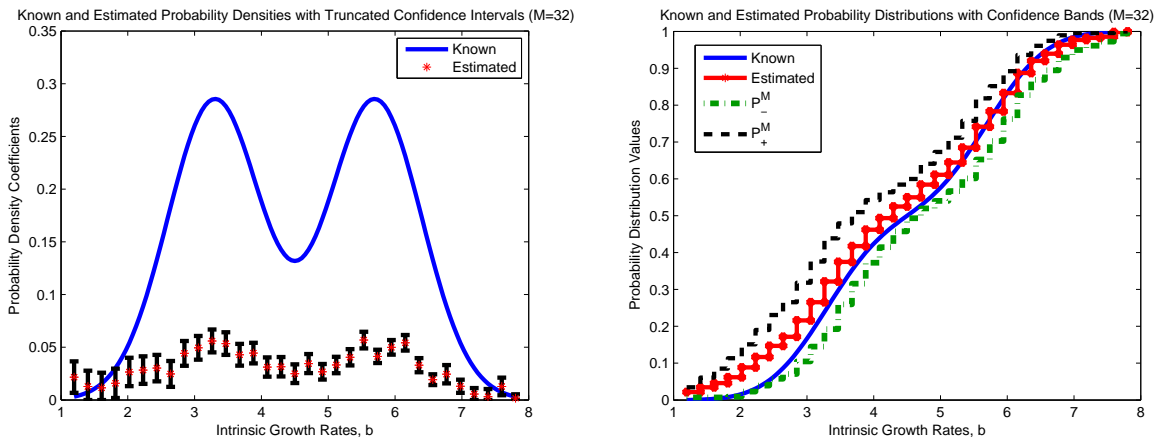 Known and Estimated Probability Densities with Truncated Confidence Intervals (M=32)
0.35
0.3
0.25
0.2
0.15
0.1
0.05
0
Probability Density Coefficients
Known
Estimated
1 2 3 4 5 6 7 8
Intrinsic Growth Rates, b
Known and Estimated Probability Distributions with Confidence Bands (M=32)
1
0.9
0.8
0.7
0.6
0.5
0.4
0.3
0.2
0.1
0
Probability Distribution Values
Known
Estimated
P_-^M
P_+^M
1 2 3 4 5 6 7 8
Intrinsic Growth Rates, b